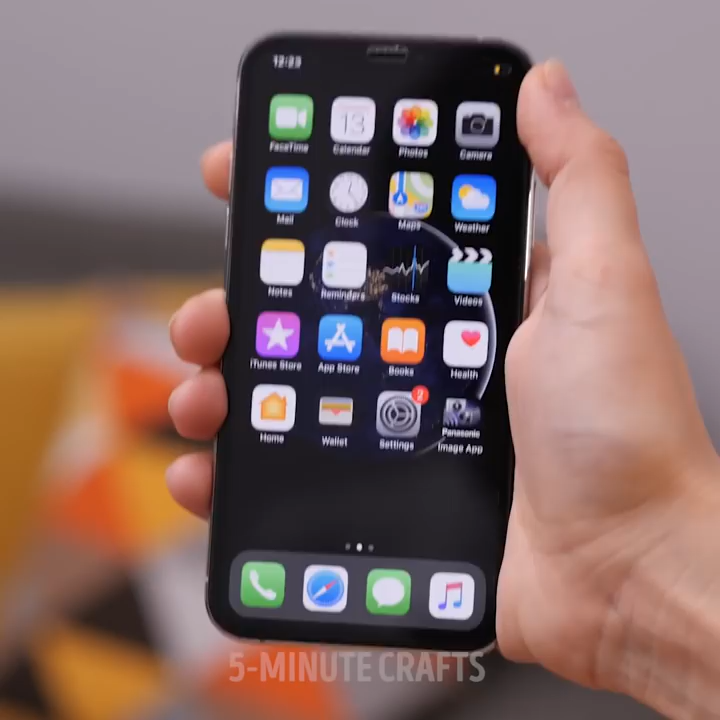 12:23
FaceTime
13
Calendar
Photos
Camera
Mail
Clock
Maps
Weather
Notes
Reminders
Stocks
Videos
iTunes Store
App Store
Books
Health
Home
Wallet
2
Settings
Panasonic
Image App
5-MINUTE CRAFTS